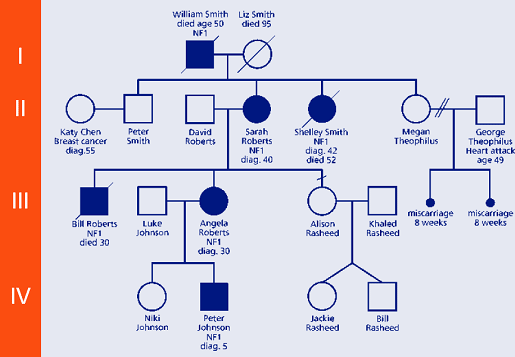 William Smith
died age 50
NF1
Liz Smith
died 95
I
II
Katy Chen
Breast cancer
diag.55
Peter
Smith
David
Roberts
Sarah
Roberts
NF1
diag. 40
Shelley Smith
NF1
diag. 42
died 52
Megan
Theophilus
George
Theophilus
Heart attack
age 49
III
Bill Roberts
NF1
died 30
Luke
Johnson
Angela
Roberts
NF1
diag. 30
Alison
Rasheed
Khaled
Rasheed
miscarriage
8 weeks
miscarriage
8 weeks
IV
Niki
Johnson
Peter
Johnson
NF1
diag. 5
Jackie
Rasheed
Bill
Rasheed